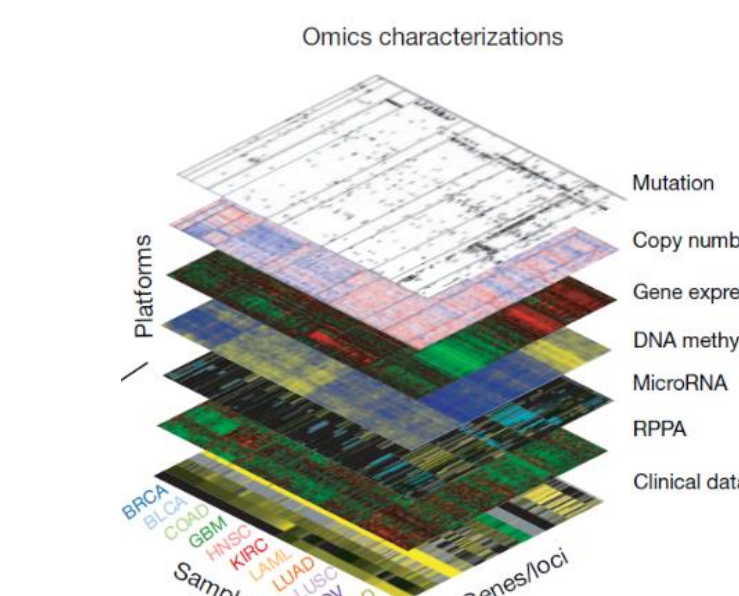 Omics characterizations
Mutation
Copy numb
Gene expre
DNA methy
MicroRNA
RPPA
Clinical data
Platforms
BRCA
BLCA
COAD
GBM
HNSC
KIRC
LAML
LUAD
LUSC
Sampl
Genes/loci